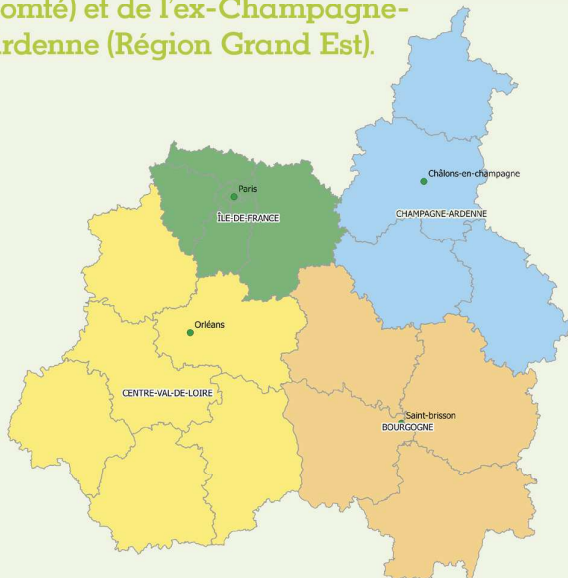 omté) et de l'ex-Champagne-
rdenne (Région Grand Est).
Paris
ÎLE-DE-FRANCE
Châlons-en-champagne
CHAMPAGNE-ARDENNE
Orléans
CENTRE-VAL-DE-LOIRE
Saint-brisson
BOURGOGNE